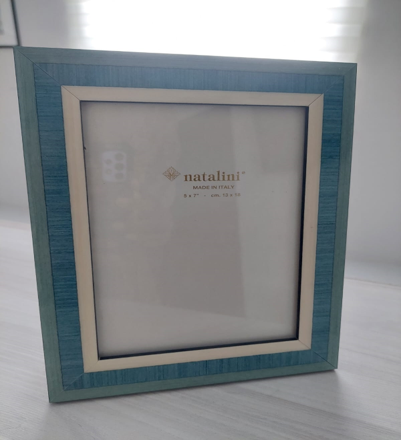 natalini®
MADE IN ITALY
5 x 7" - cm. 13 x 18